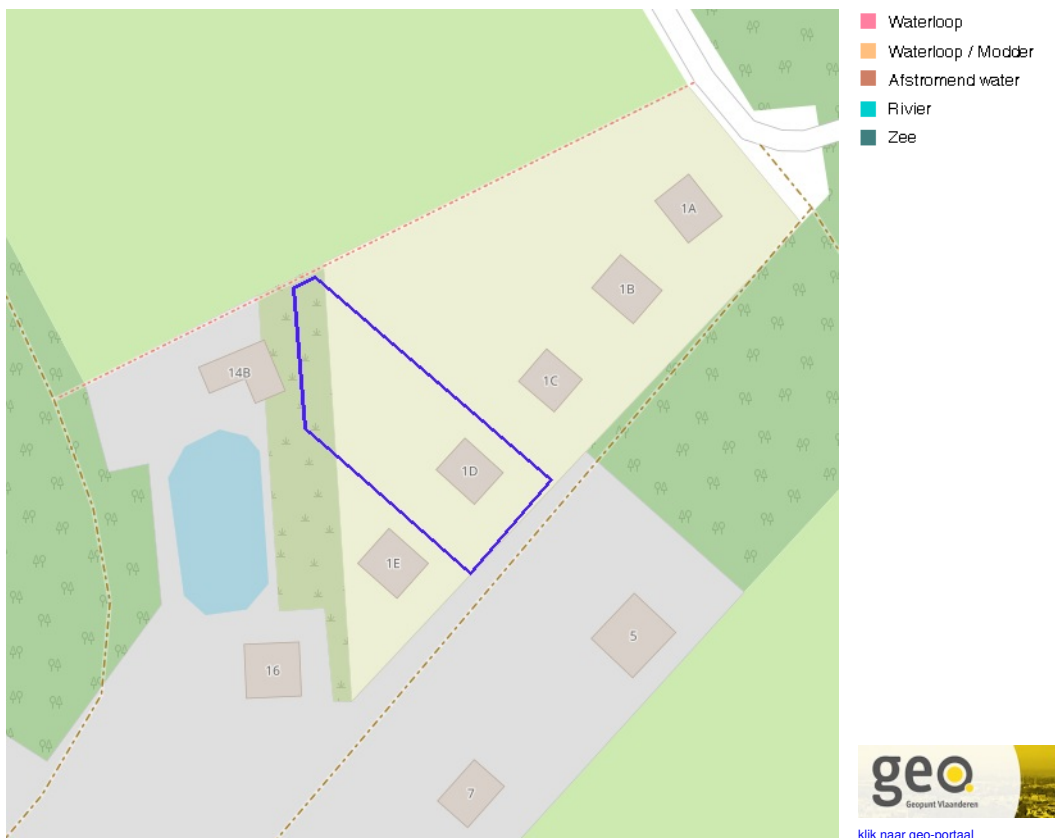 Waterloop
Waterloop / Modder
Afstromend water
Rivier
Zee
1A
1B
1C
14B
1D
1E
5
16
7
geo
Geopunt Vlaanderen
klik naar geo-portaal